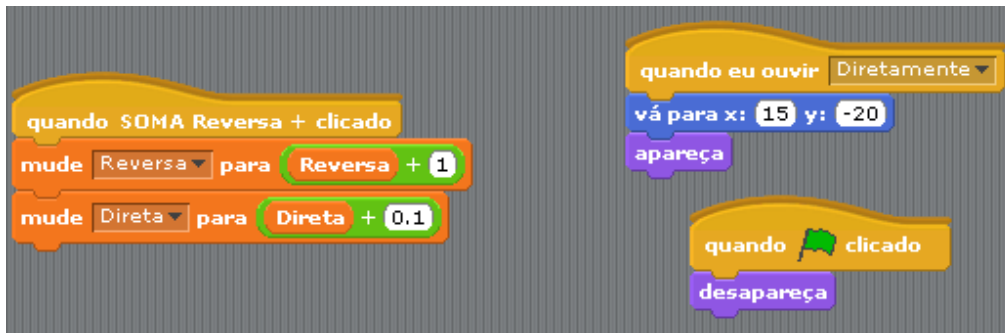 quando SOMA Reversa + clicado
mude Reversa para Reversa + 1
mude Direta para Direta + 0.1
quando eu ouvir Diretamente
vá para x: 15 y: -20
apareça
quando clicado
desapareça